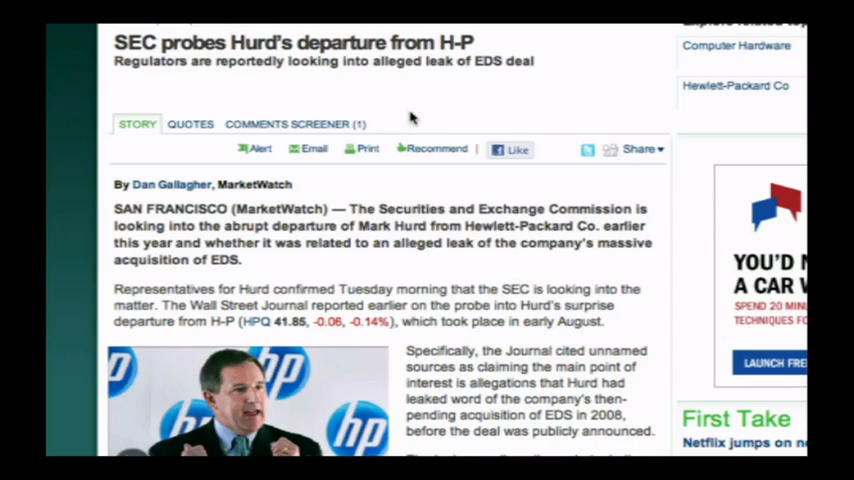 SEC probes Hurd's departure from H-P
Regulators are reportedly looking into alleged leak of EDS deal
Computer Hardware
Hewlett-Packard Co
STORY QUOTES COMMENTS SCREENER (1)
Alert Email Print Recommend | Like Share
By Dan Gallagher, MarketWatch
SAN FRANCISCO (MarketWatch) — The Securities and Exchange Commission is
looking into the abrupt departure of Mark Hurd from Hewlett-Packard Co. earlier
this year and whether it was related to an alleged leak of the company's massive
acquisition of EDS.
Representatives for Hurd confirmed Tuesday morning that the SEC is looking into the
matter. The Wall Street Journal reported earlier on the probe into Hurd's surprise
departure from H-P (HPQ 41.85, -0.06, -0.14%), which took place in early August.
Specifically, the Journal cited unnamed
sources as claiming the main point of
interest is allegations that Hurd had
leaked word of the company's then-
pending acquisition of EDS in 2008,
before the deal was publicly announced.
hp
hp
hp
YOU'D
A CAR
SPEND 20
TECHNIQUES
LAUNCH
First Take
Netflix jumps on